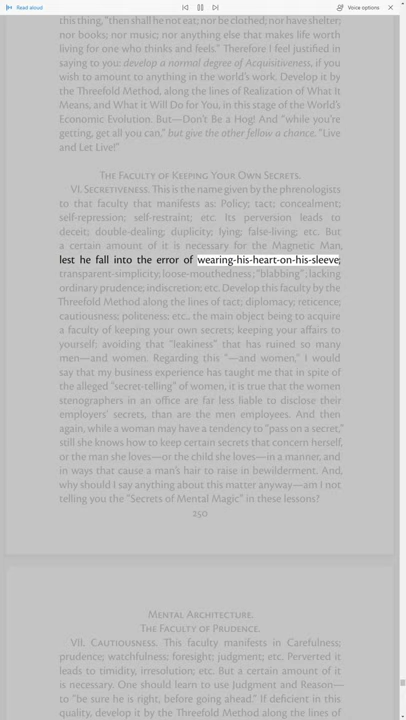 Read aloud
Voice options
this thing, "then shall he not eat; nor be clothed; nor have shelter;
nor books; nor music; nor anything else that makes life worth
living for one who thinks and feels." Therefore I feel justified in
saying to you: develop a normal degree of Acquisitiveness, if you
wish to amount to anything in the world's work. Develop it by
the Threefold Method, along the lines of Realization of What It
Means, and What it Will Do for You, in this stage of the World's
Economic Evolution. But—Don't Be a Hog! And "while you're
getting, get all you can," but give the other fellow a chance. "Live
and Let Live!"
The Faculty of Keeping Your Own Secrets.
VI. Secretiveness. This is the name given by the phrenologists
to that faculty that manifests as: Policy; tact; concealment;
self-repression; self-restraint; etc. Its perversion leads to
deceit; double-dealing; duplicity; lying; false-living; etc. But
a certain amount of it is necessary for the Magnetic Man,
lest he fall into the error of wearing-his-heart-on-his-sleeve;
transparent-simplicity; loose-mouthedness; "blabbing"; lacking
ordinary prudence; indiscretion; etc. Develop this faculty by the
Threefold Method along the lines of tact; diplomacy; reticence;
cautiousness; politeness; etc., the main object being to acquire
a faculty of keeping your own secrets; keeping your affairs to
yourself; avoiding that "leakiness" that has ruined so many
men—and women. Regarding this "—and women," I would
say that my business experience has taught me that in spite of
the alleged "secret-telling" of women, it is true that the women
stenographers in an office are far less liable to disclose their
employers' secrets, than are the men employees. And then
again, while a woman may have a tendency to "pass on a secret,"
still she knows how to keep certain secrets that concern herself,
or the man she loves—or the child she loves—in a manner, and
in ways that cause a man's hair to raise in bewilderment. And,
why should I say anything about this matter anyway—am I not
telling you the "Secrets of Mental Magic" in these lessons?
250
Mental Architecture.
The Faculty of Prudence.
VII. Cautiousness. This faculty manifests in Carefulness;
prudence; watchfulness; foresight; judgment; etc. Perverted it
leads to timidity, irresolution; etc. But a certain amount of it
is necessary. One should learn to use Judgment and Reason—
to "be sure he is right, before going ahead." If deficient in this
quality, develop it by the Threefold Method along the lines of